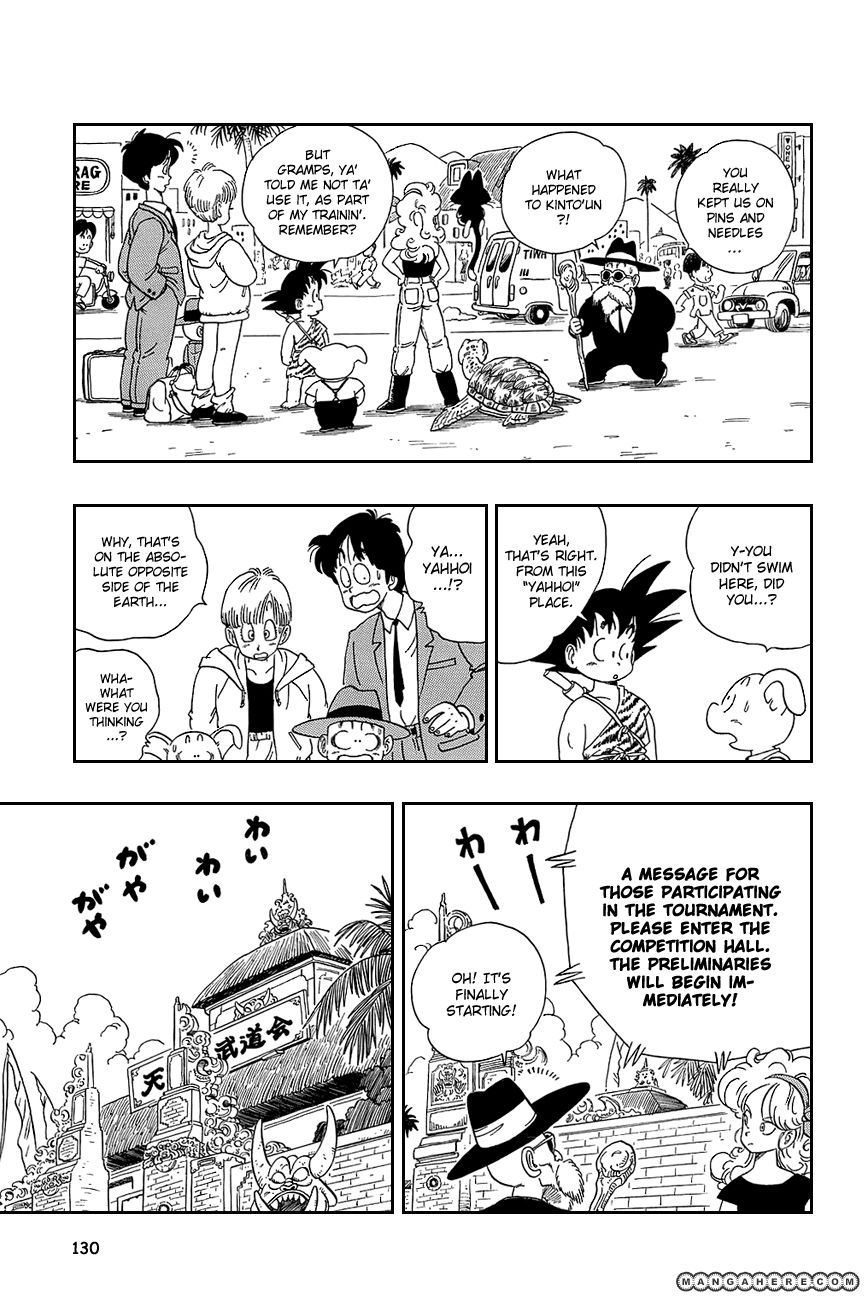 YOU
REALLY
KEPT US ON
PINS AND
NEEDLES
...
WHAT
HAPPENED
TO KINTO'UN
?!
BUT
GRAMPS, YA'
TOLD ME NOT TA'
USE IT, AS PART
OF MY TRAININ'.
REMEMBER?
RAG
RE
TIWA
Y-YOU
DIDN'T SWIM
HERE, DID
YOU...?
YEAH,
THAT'S RIGHT.
FROM THIS
"YAHHOI"
PLACE.
YA...
YAHHOI
...!?
WHY, THAT'S
ON THE ABSO-
LUTE OPPOSITE
SIDE OF THE
EARTH...
WHA-
WHAT
WERE YOU
THINKING
...?
A MESSAGE FOR
THOSE PARTICIPATING
IN THE TOURNAMENT.
PLEASE ENTER THE
COMPETITION HALL.
THE PRELIMINARIES
WILL BEGIN IM-
MEDIATELY!
わー
わー
OH! IT'S
FINALLY
STARTING!
わい
わい
がや
がや
天
武道会
130
MANGAHERE.COM